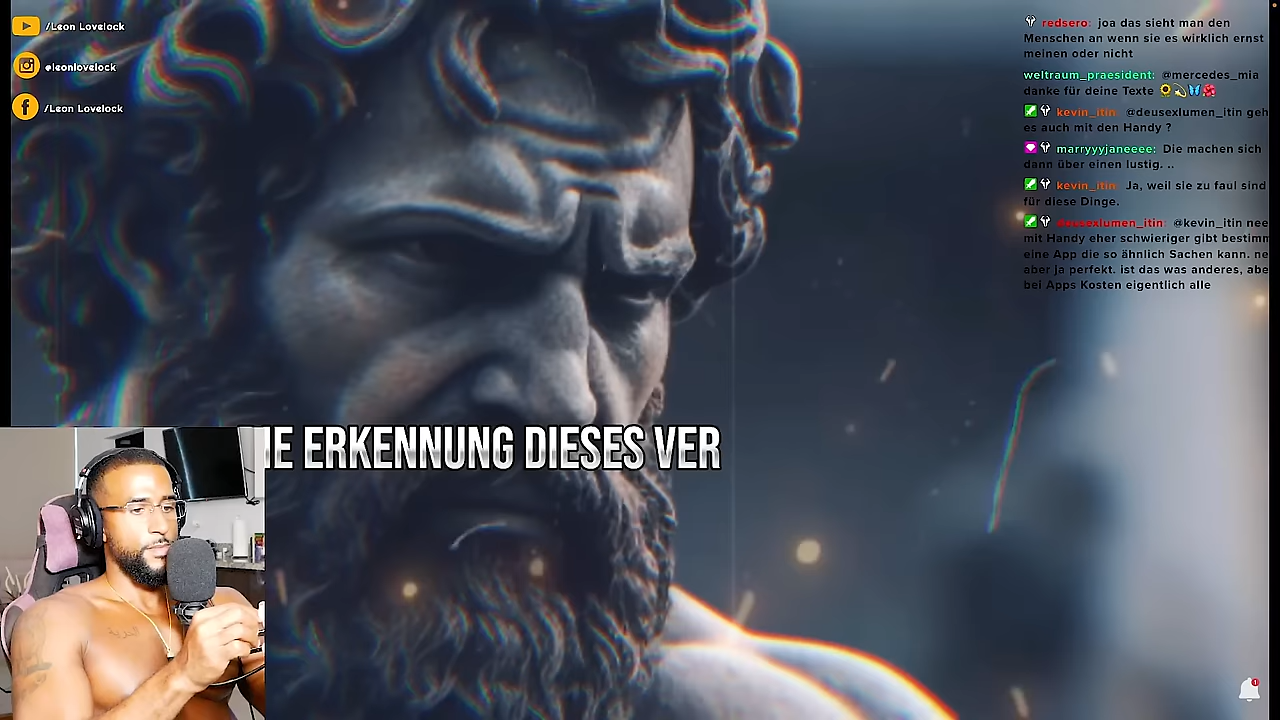 /Leon Lovelock
@leonlovelock
/Leon Lovelock
redsero: joa das sieht man den
Menschen an wenn sie es wirklich ernst
meinen oder nicht
weltraum_praesident: @mercedes_mia
danke für deine Texte
kevin_itin: @deusexlumen_itin geh
es auch mit den Handy ?
marryyyjaneeee: Die machen sich
dann über einen lustig. ..
kevin_itin: Ja, weil sie zu faul sind
für diese Dinge.
deusexlumen_itin: @kevin_itin nee
mit Handy eher schwieriger gibt bestimm
eine App die so ähnlich Sachen kann. ne
aber ja perfekt. ist das was anderes, abe
bei Apps Kosten eigentlich alle
IE ERKENNUNG DIESES VER